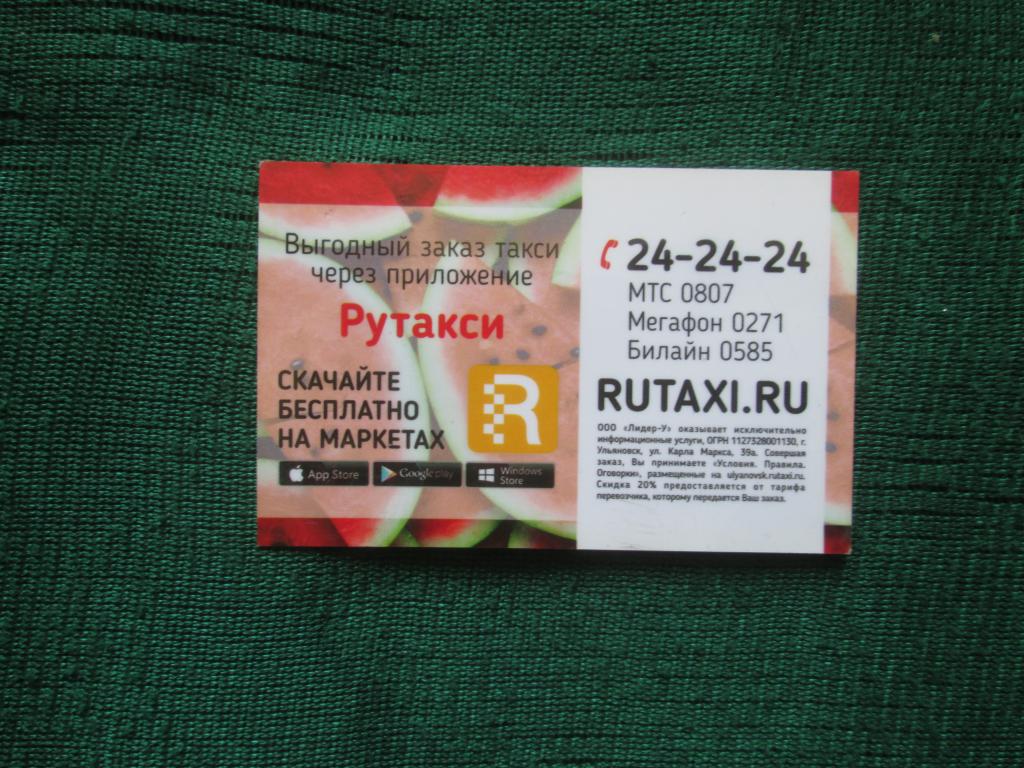 Выгодный заказ такси
через приложение
Рутакси
СКАЧАЙТЕ
БЕСПЛАТНО
НА МАРКЕТАХ
R
App Store
Google play
Windows
Store
24-24-24
МТС 0807
Мегафон 0271
Билайн 0585
RUTAXI.RU
ООО «Лидер-У» оказывает исключительно
информационные услуги, ОГРН 1127328001130, г.
Ульяновск, ул. Карла Маркса, 39а. Совершая
заказ, Вы принимаете «Условия. Правила.
Оговорки», размещенные на ulyanovsk.rutaxi.ru.
Скидка 20% предоставляется от тарифа
перевозчика, которому передается Ваш заказ.